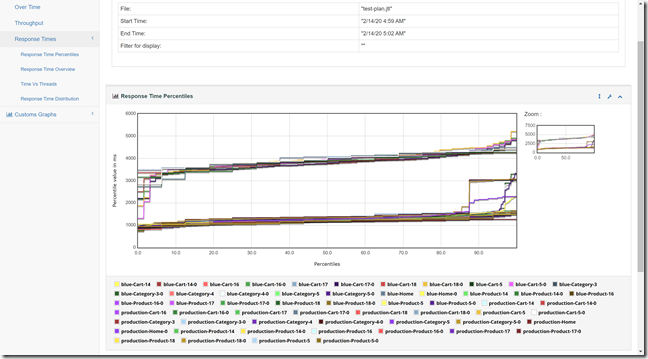 Over Time
File: "test-plan.jtl"
Throughput
Start Time: "2/14/20 4:59 AM"
Response Times
End Time: "2/14/20 5:02 AM"
Filter for display: ""
Response Time Percentiles
Response Time Overview
Time Vs Threads
Response Time Distribution
Customs Graphs
Response Time Percentiles
Zoom :
6000
5000
4000
3000
2000
1000
0
Percentile value in ms
0.0 10.0 20.0 30.0 40.0 50.0 60.0 70.0 80.0 90.0
Percentiles
7500
5000
2500
0
0.0 50.0
blue-Cart-14 blue-Cart-14-0 blue-Cart-16 blue-Cart-16-0 blue-Cart-17 blue-Cart-17-0 blue-Cart-18 blue-Cart-18-0 blue-Cart-5 blue-Cart-5-0 blue-Category-3
blue-Category-3-0 blue-Category-4 blue-Category-4-0 blue-Category-5 blue-Category-5-0 blue-Home blue-Home-0 blue-Product-14 blue-Product-14-0 blue-Product-16
blue-Product-16-0 blue-Product-17 blue-Product-17-0 blue-Product-18 blue-Product-18-0 blue-Product-5 blue-Product-5-0 production-Cart-14 production-Cart-14-0
production-Cart-16 production-Cart-16-0 production-Cart-17 production-Cart-17-0 production-Cart-18 production-Cart-18-0 production-Cart-5 production-Cart-5-0
production-Category-3 production-Category-3-0 production-Category-4 production-Category-4-0 production-Category-5 production-Category-5-0 production-Home
production-Home-0 production-Product-14 production-Product-14-0 production-Product-16 production-Product-16-0 production-Product-17 production-Product-17-0
production-Product-18 production-Product-18-0 production-Product-5 production-Product-5-0